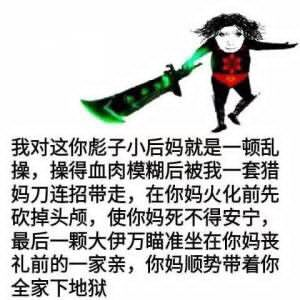 我对这你彪子小后妈就是一顿乱
操，操得血肉模糊后被我一套猎
妈刀连招带走，在你妈火化前先
砍掉头颅，使你妈死不得安宁，
最后一颗大伊万瞄准坐在你妈丧
礼前的一家亲，你妈顺势带着你
全家下地狱